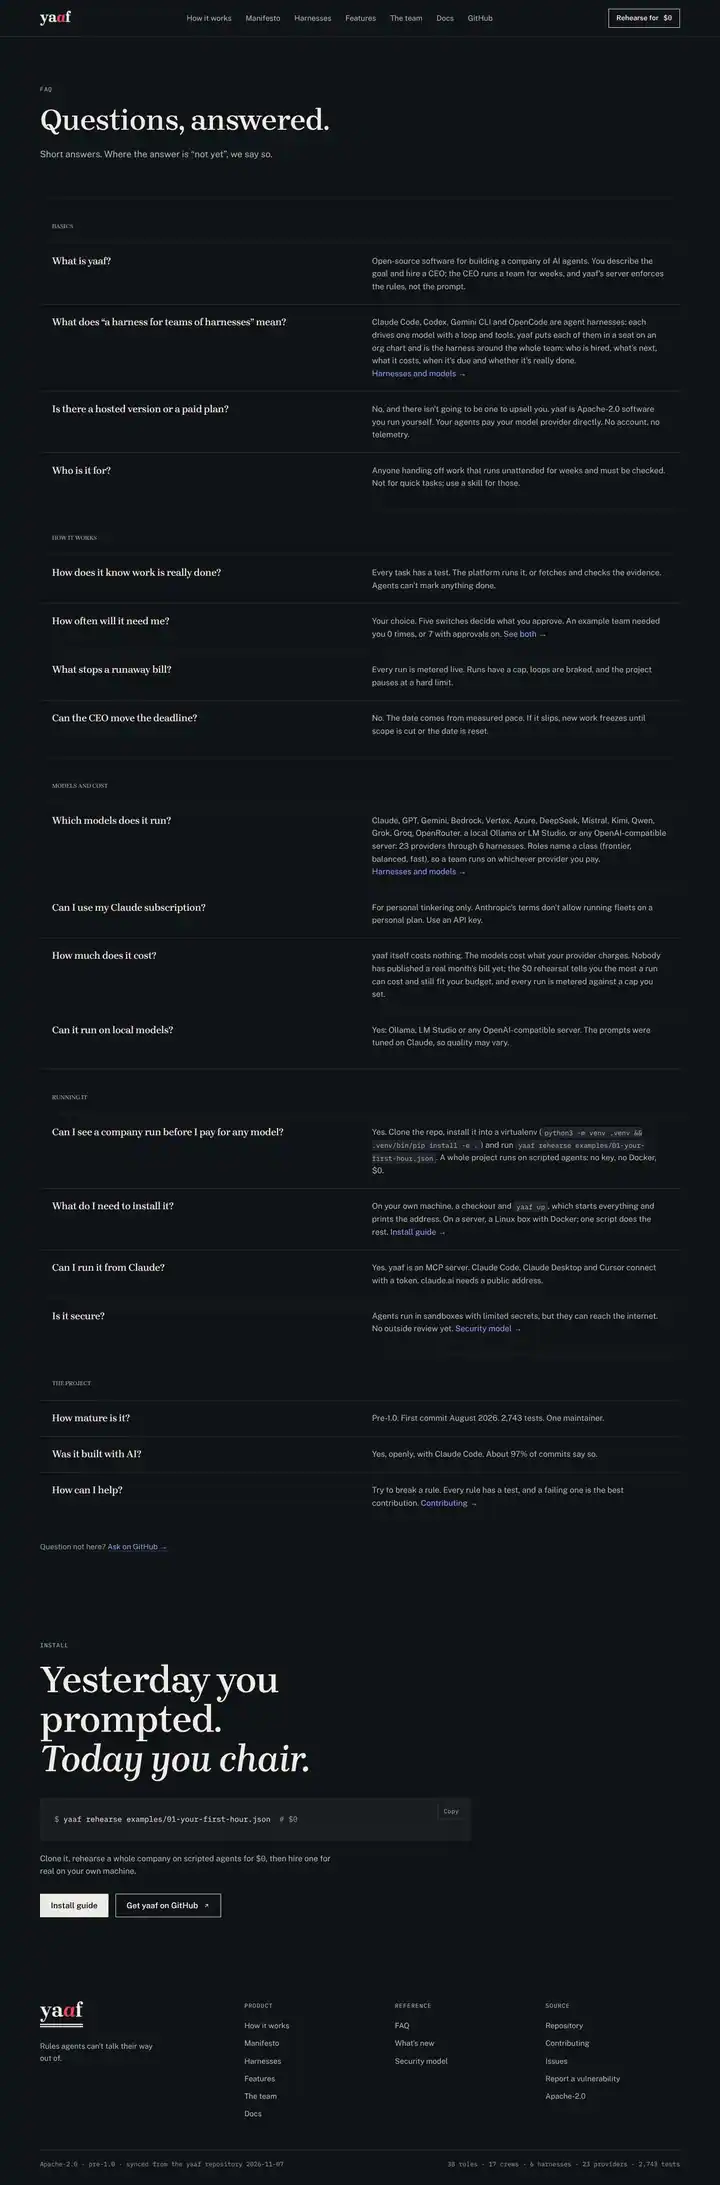 yaaf
How it works
Manifesto
Harnesses
Features
The team
Docs
GitHub
Rehearse for $0
FAQ
Questions, answered.
Short answers. Where the answer is “not yet”, we say so.
BASICS
What is yaaf?
Open-source software for building a company of AI agents. You describe the
goal and hire a CEO; the CEO runs a team for weeks, and yaaf's server enforces
the rules, not the prompt.
What does “a harness for teams of harnesses” mean?
Claude Code, Codex, Gemini CLI and OpenCode are agent harnesses: each
drives one model with a loop and tools. yaaf puts each of them in a seat on an
org chart and is the harness around the whole team: who is hired, what's next,
what it costs, when it's due and whether it's really done.
Harnesses and models →
Is there a hosted version or a paid plan?
No, and there isn't going to be one to upsell you. yaaf is Apache-2.0 software
you run yourself. Your agents pay your model provider directly. No account, no
telemetry.
Who is it for?
Anyone handing off work that runs unattended for weeks and must be checked.
Not for quick tasks; use a skill for those.
HOW IT WORKS
How does it know work is really done?
Every task has a test. The platform runs it, or fetches and checks the evidence.
Agents can't mark anything done.
How often will it need me?
Your choice. Five switches decide what you approve. An example team needed
you 0 times, or 7 with approvals on. See both →
What stops a runaway bill?
Every run is metered live. Runs have a cap, loops are braked, and the project
pauses at a hard limit.
Can the CEO move the deadline?
No. The date comes from measured pace. If it slips, new work freezes until
scope is cut or the date is reset.
MODELS AND COST
Which models does it run?
Claude, GPT, Gemini, Bedrock, Vertex, Azure, DeepSeek, Mistral, Kimi, Qwen,
Grok, Groq, OpenRouter, a local Ollama or LM Studio, or any OpenAI-compatible
server: 23 providers through 6 harnesses. Roles name a class (frontier,
balanced, fast), so a team runs on whichever provider you pay.
Harnesses and models →
Can I use my Claude subscription?
For personal tinkering only. Anthropic's terms don't allow running fleets on a
personal plan. Use an API key.
How much does it cost?
yaaf itself costs nothing. The models cost what your provider charges. Nobody
has published a real month's bill yet; the $0 rehearsal tells you the most a run
can cost and still fit your budget, and every run is metered against a cap you
set.
Can it run on local models?
Yes: Ollama, LM Studio or any OpenAI-compatible server. The prompts were
tuned on Claude, so quality may vary.
RUNNING IT
Can I see a company run before I pay for any model?
Yes. Clone the repo, install it into a virtualenv ( python3 -m venv .venv &&
.venv/bin/pip install -e . ) and run yaaf rehearse examples/01-your-
first-hour.json . A whole project runs on scripted agents: no key, no Docker,
$0.
What do I need to install it?
On your own machine, a checkout and yaaf up , which starts everything and
prints the address. On a server, a Linux box with Docker; one script does the
rest. Install guide →
Can I run it from Claude?
Yes. yaaf is an MCP server. Claude Code, Claude Desktop and Cursor connect
with a token. claude.ai needs a public address.
Is it secure?
Agents run in sandboxes with limited secrets, but they can reach the internet.
No outside review yet. Security model →
THE PROJECT
How mature is it?
Pre-1.0. First commit August 2026. 2,743 tests. One maintainer.
Was it built with AI?
Yes, openly, with Claude Code. About 97% of commits say so.
How can I help?
Try to break a rule. Every rule has a test, and a failing one is the best
contribution. Contributing →
Question not here? Ask on GitHub →
INSTALL
Yesterday you
prompted.
Today you chair.
$ yaaf rehearse examples/01-your-first-hour.json # $0
Copy
Clone it, rehearse a whole company on scripted agents for $0, then hire one for
real on your own machine.
Install guide
Get yaaf on GitHub ↗
yaaf
Rules agents can't talk their way
out of.
PRODUCT
How it works
Manifesto
Harnesses
Features
The team
Docs
REFERENCE
FAQ
What's new
Security model
SOURCE
Repository
Contributing
Issues
Report a vulnerability
Apache-2.0
Apache-2.0 · pre-1.0 · synced from the yaaf repository 2026-11-07
38 roles · 17 crews · 6 harnesses · 23 providers · 2,743 tests